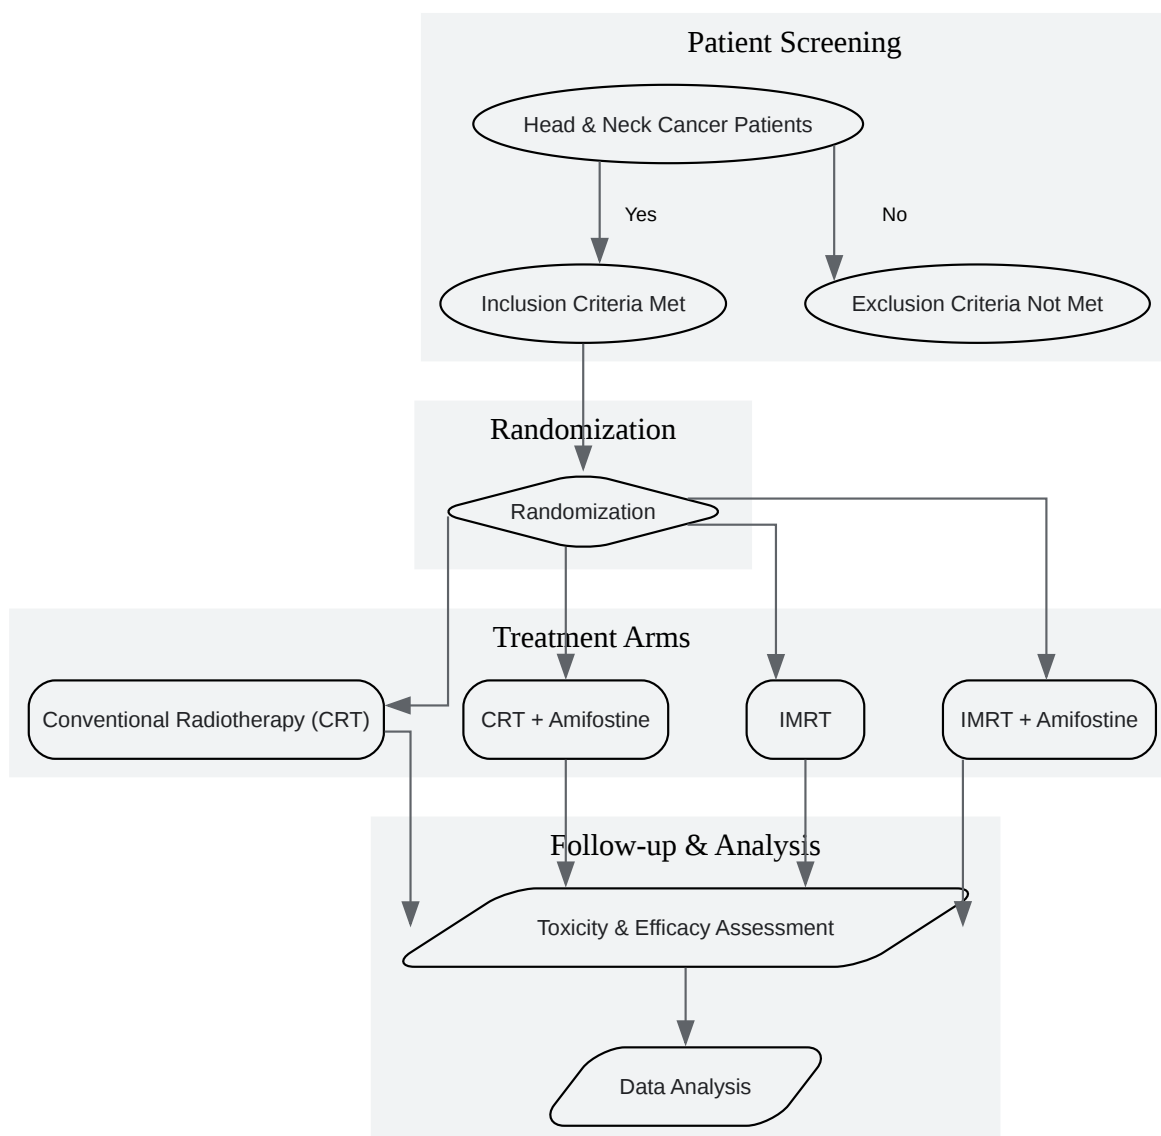 Patient Screening
Head & Neck Cancer Patients
Yes
No
Inclusion Criteria Met
Exclusion Criteria Not Met
Randomization
Randomization
Treatment Arms
Conventional Radiotherapy (CRT)
CRT + Amifostine
IMRT
IMRT + Amifostine
Follow-up & Analysis
Toxicity & Efficacy Assessment
Data Analysis